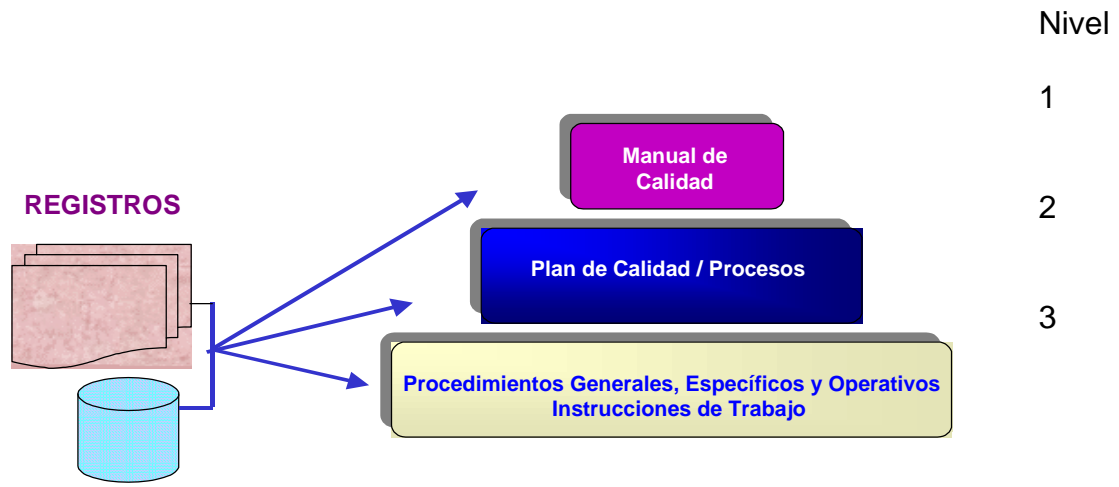 Nivel
1
Manual de
Calidad
REGISTROS
2
Plan de Calidad / Procesos
3
Procedimientos Generales, Específicos y Operativos
Instrucciones de Trabajo